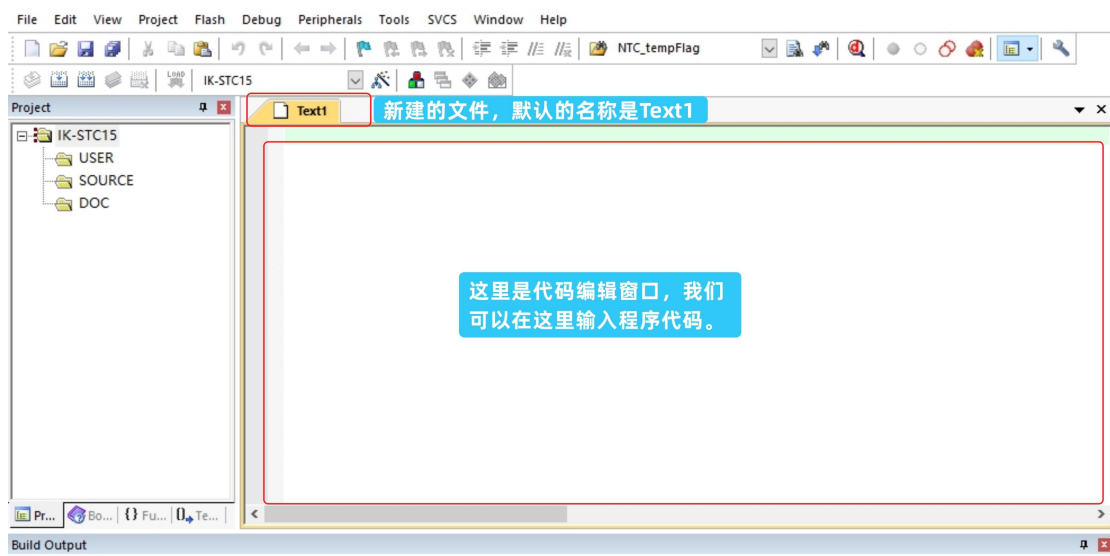 File Edit View Project Flash Debug Peripherals Tools SVCS Window Help
NTC_tempFlag
LOAD IK-STC15
Project
Text1
新建的文件，默认的名称是Text1
IK-STC15
USER
SOURCE
DOC
这里是代码编辑窗口，我们
可以在这里输入程序代码。
Pr... Bo... {} Fu... 0 Te...
Build Output